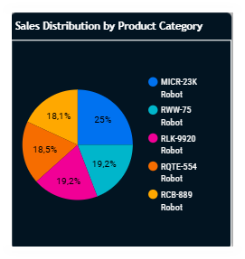 Sales Distribution by Product Category
MICR-23K
Robot
RWW-75
Robot
RLK-9920
Robot
RQTE-554
Robot
RCB-889
Robot
18,1%
25%
18,5%
19,2%
19,2%